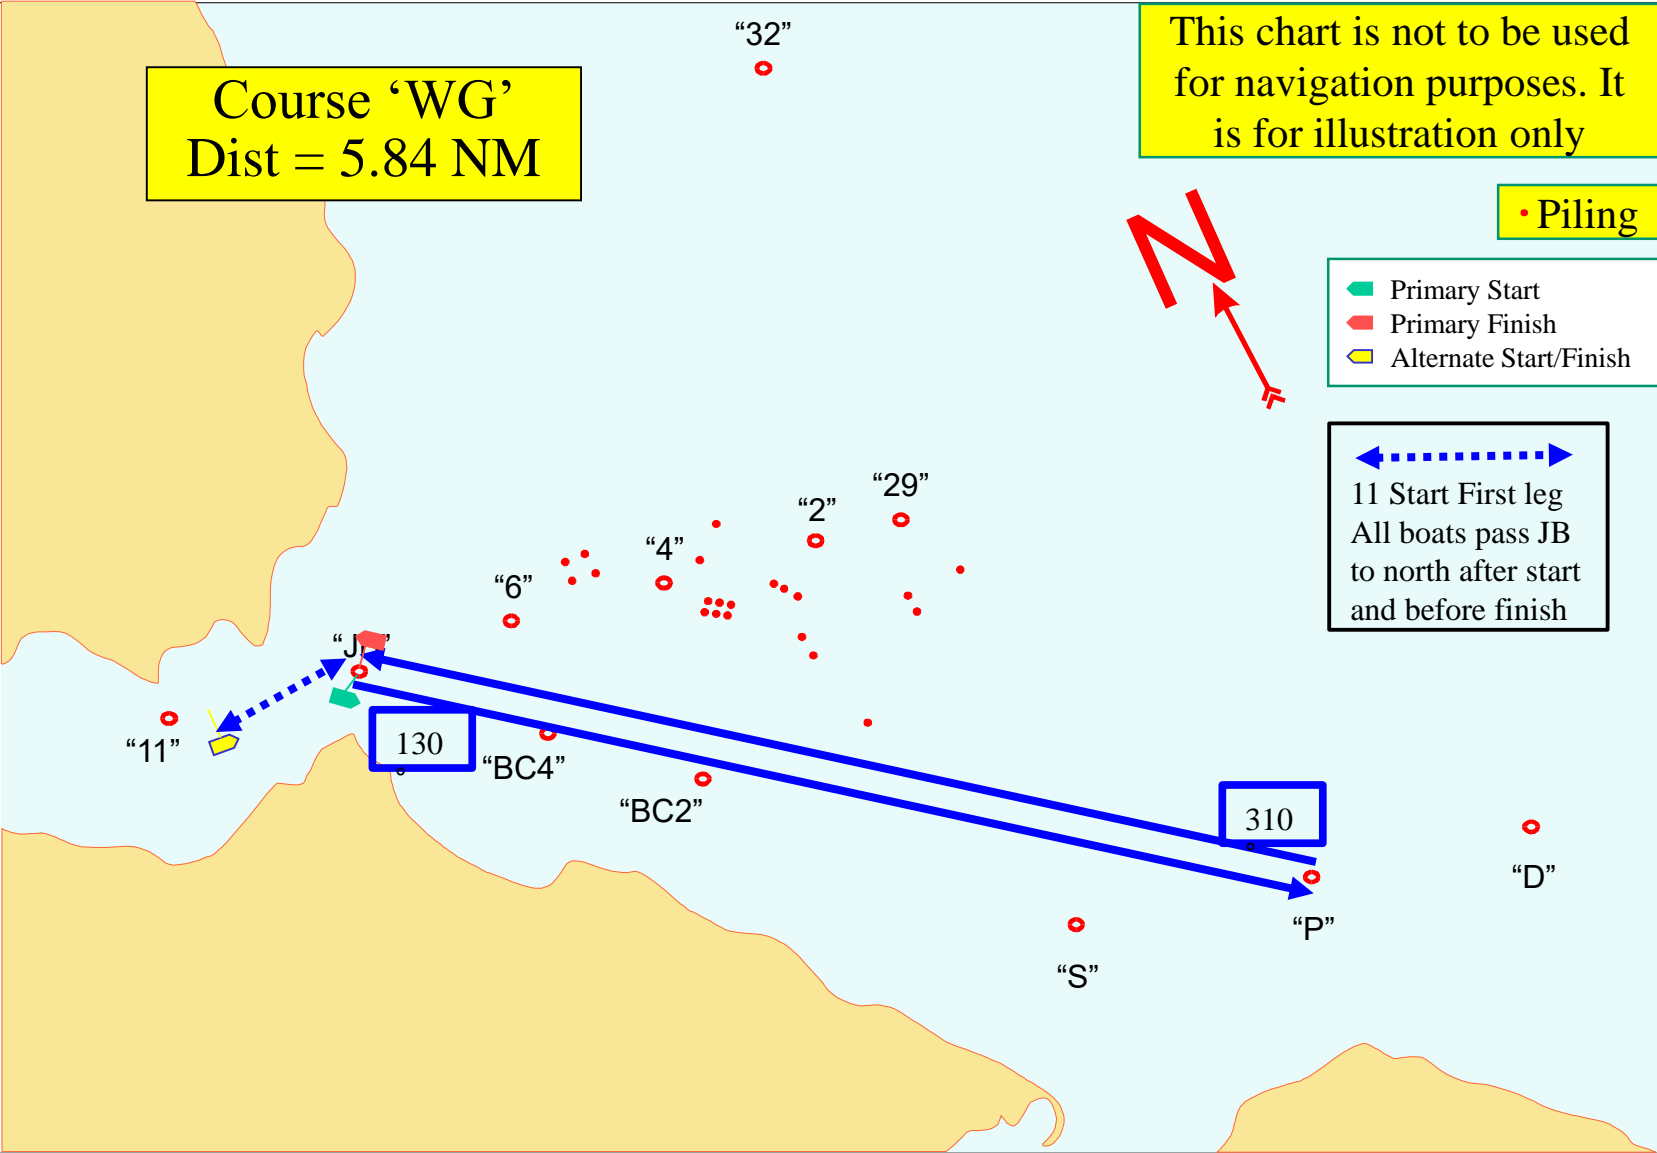 “32”
This chart is not to be used
for navigation purposes. It
is for illustration only
Course ‘WG’
Dist = 5.84 NM
N
Piling
Primary Start
Primary Finish
Alternate Start/Finish
11 Start First leg
All boats pass JB
to north after start
and before finish
“29”
“2”
“4”
“6”
“11”
130
“BC4”
“BC2”
310
“D”
“P”
“S”